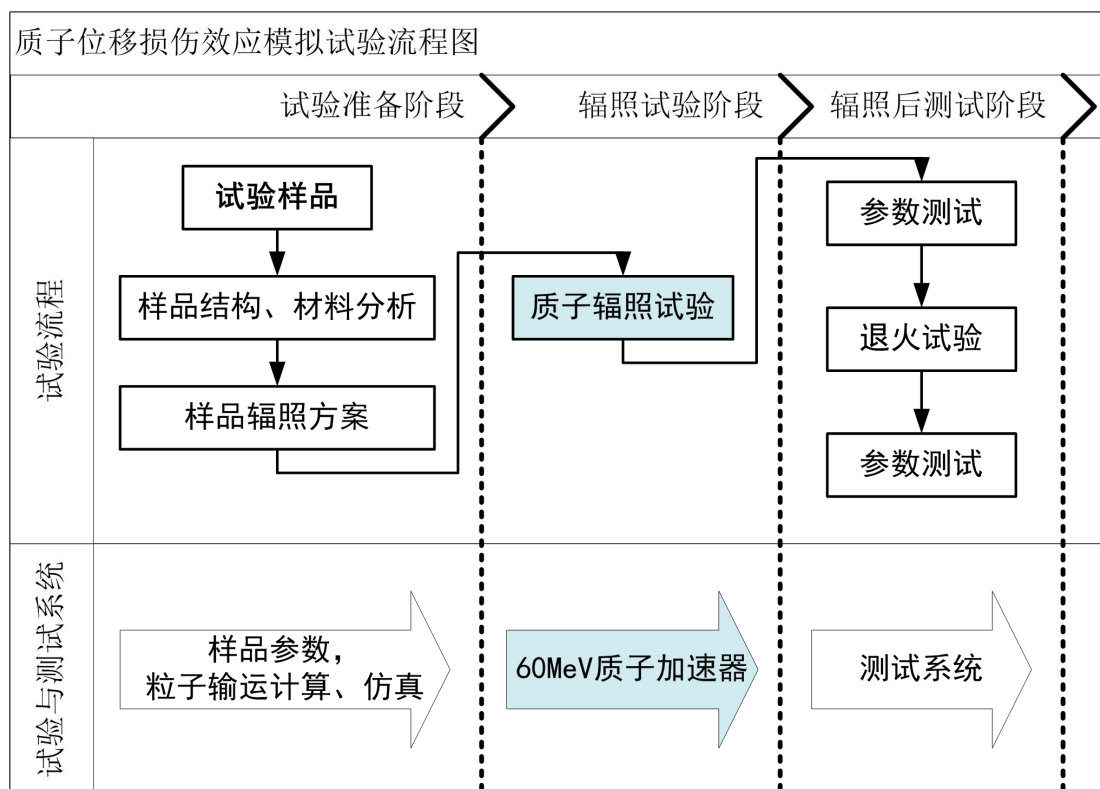 质子位移损伤效应模拟试验流程图
试验准备阶段
辐照试验阶段
辐照后测试阶段
试验流程
试验样品
样品结构、材料分析
样品辐照方案
质子辐照试验
参数测试
退火试验
参数测试
试验与测试系统
样品参数，
粒子输运计算、仿真
60MeV质子加速器
测试系统